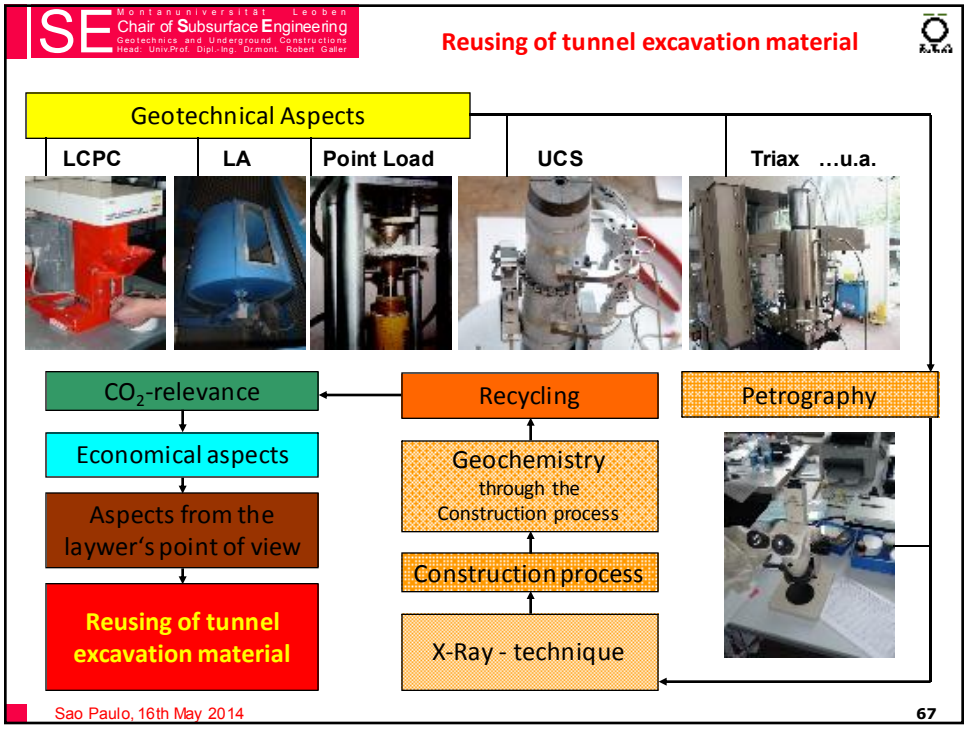 Montanuniversität Leoben
SE
Chair of Subsurface Engineering
Geotechnics and Underground Constructions
Head: Univ.Prof. Dipl.-Ing. Dr.mont. Robert Galler
Reusing of tunnel excavation material
Geotechnical Aspects
LCPC LA Point Load UCS Triax ...u.a.
CO₂-relevance
Economical aspects
Aspects from the
laywer‘s point of view
Reusing of tunnel
excavation material
Recycling
Geochemistry
through the
Construction process
Construction process
X-Ray - technique
Petrography
Sao Paulo, 16th May 2014
67